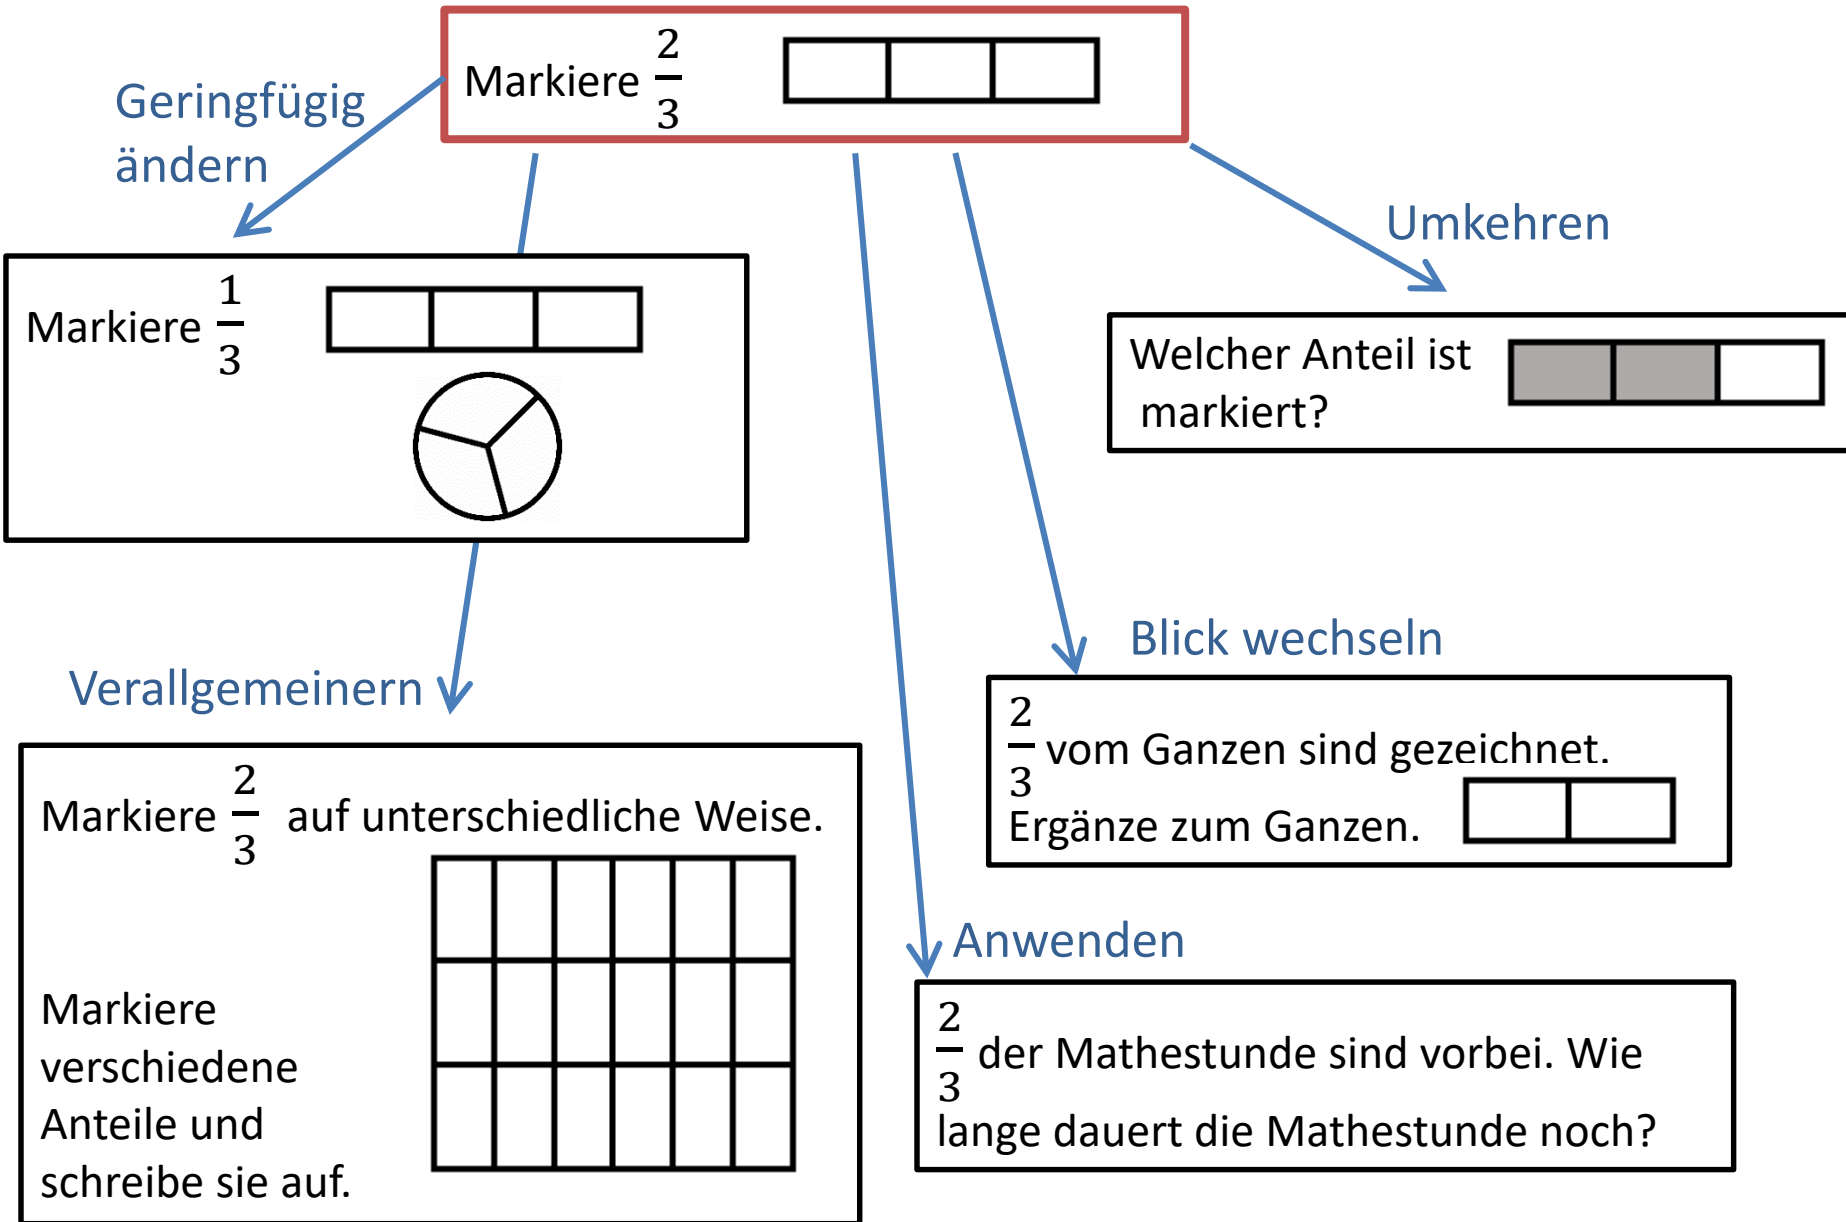 Markiere 2/3
Geringfügig
ändern
Umkehren
Markiere 1/3
Welcher Anteil ist
markiert?
Blick wechseln
Verallgemeinern
2/3 vom Ganzen sind gezeichnet.
Ergänze zum Ganzen.
Markiere 2/3 auf unterschiedliche Weise.
Markiere
verschiedene
Anteile und
schreibe sie auf.
Anwenden
2/3 der Mathestunde sind vorbei. Wie
lange dauert die Mathestunde noch?